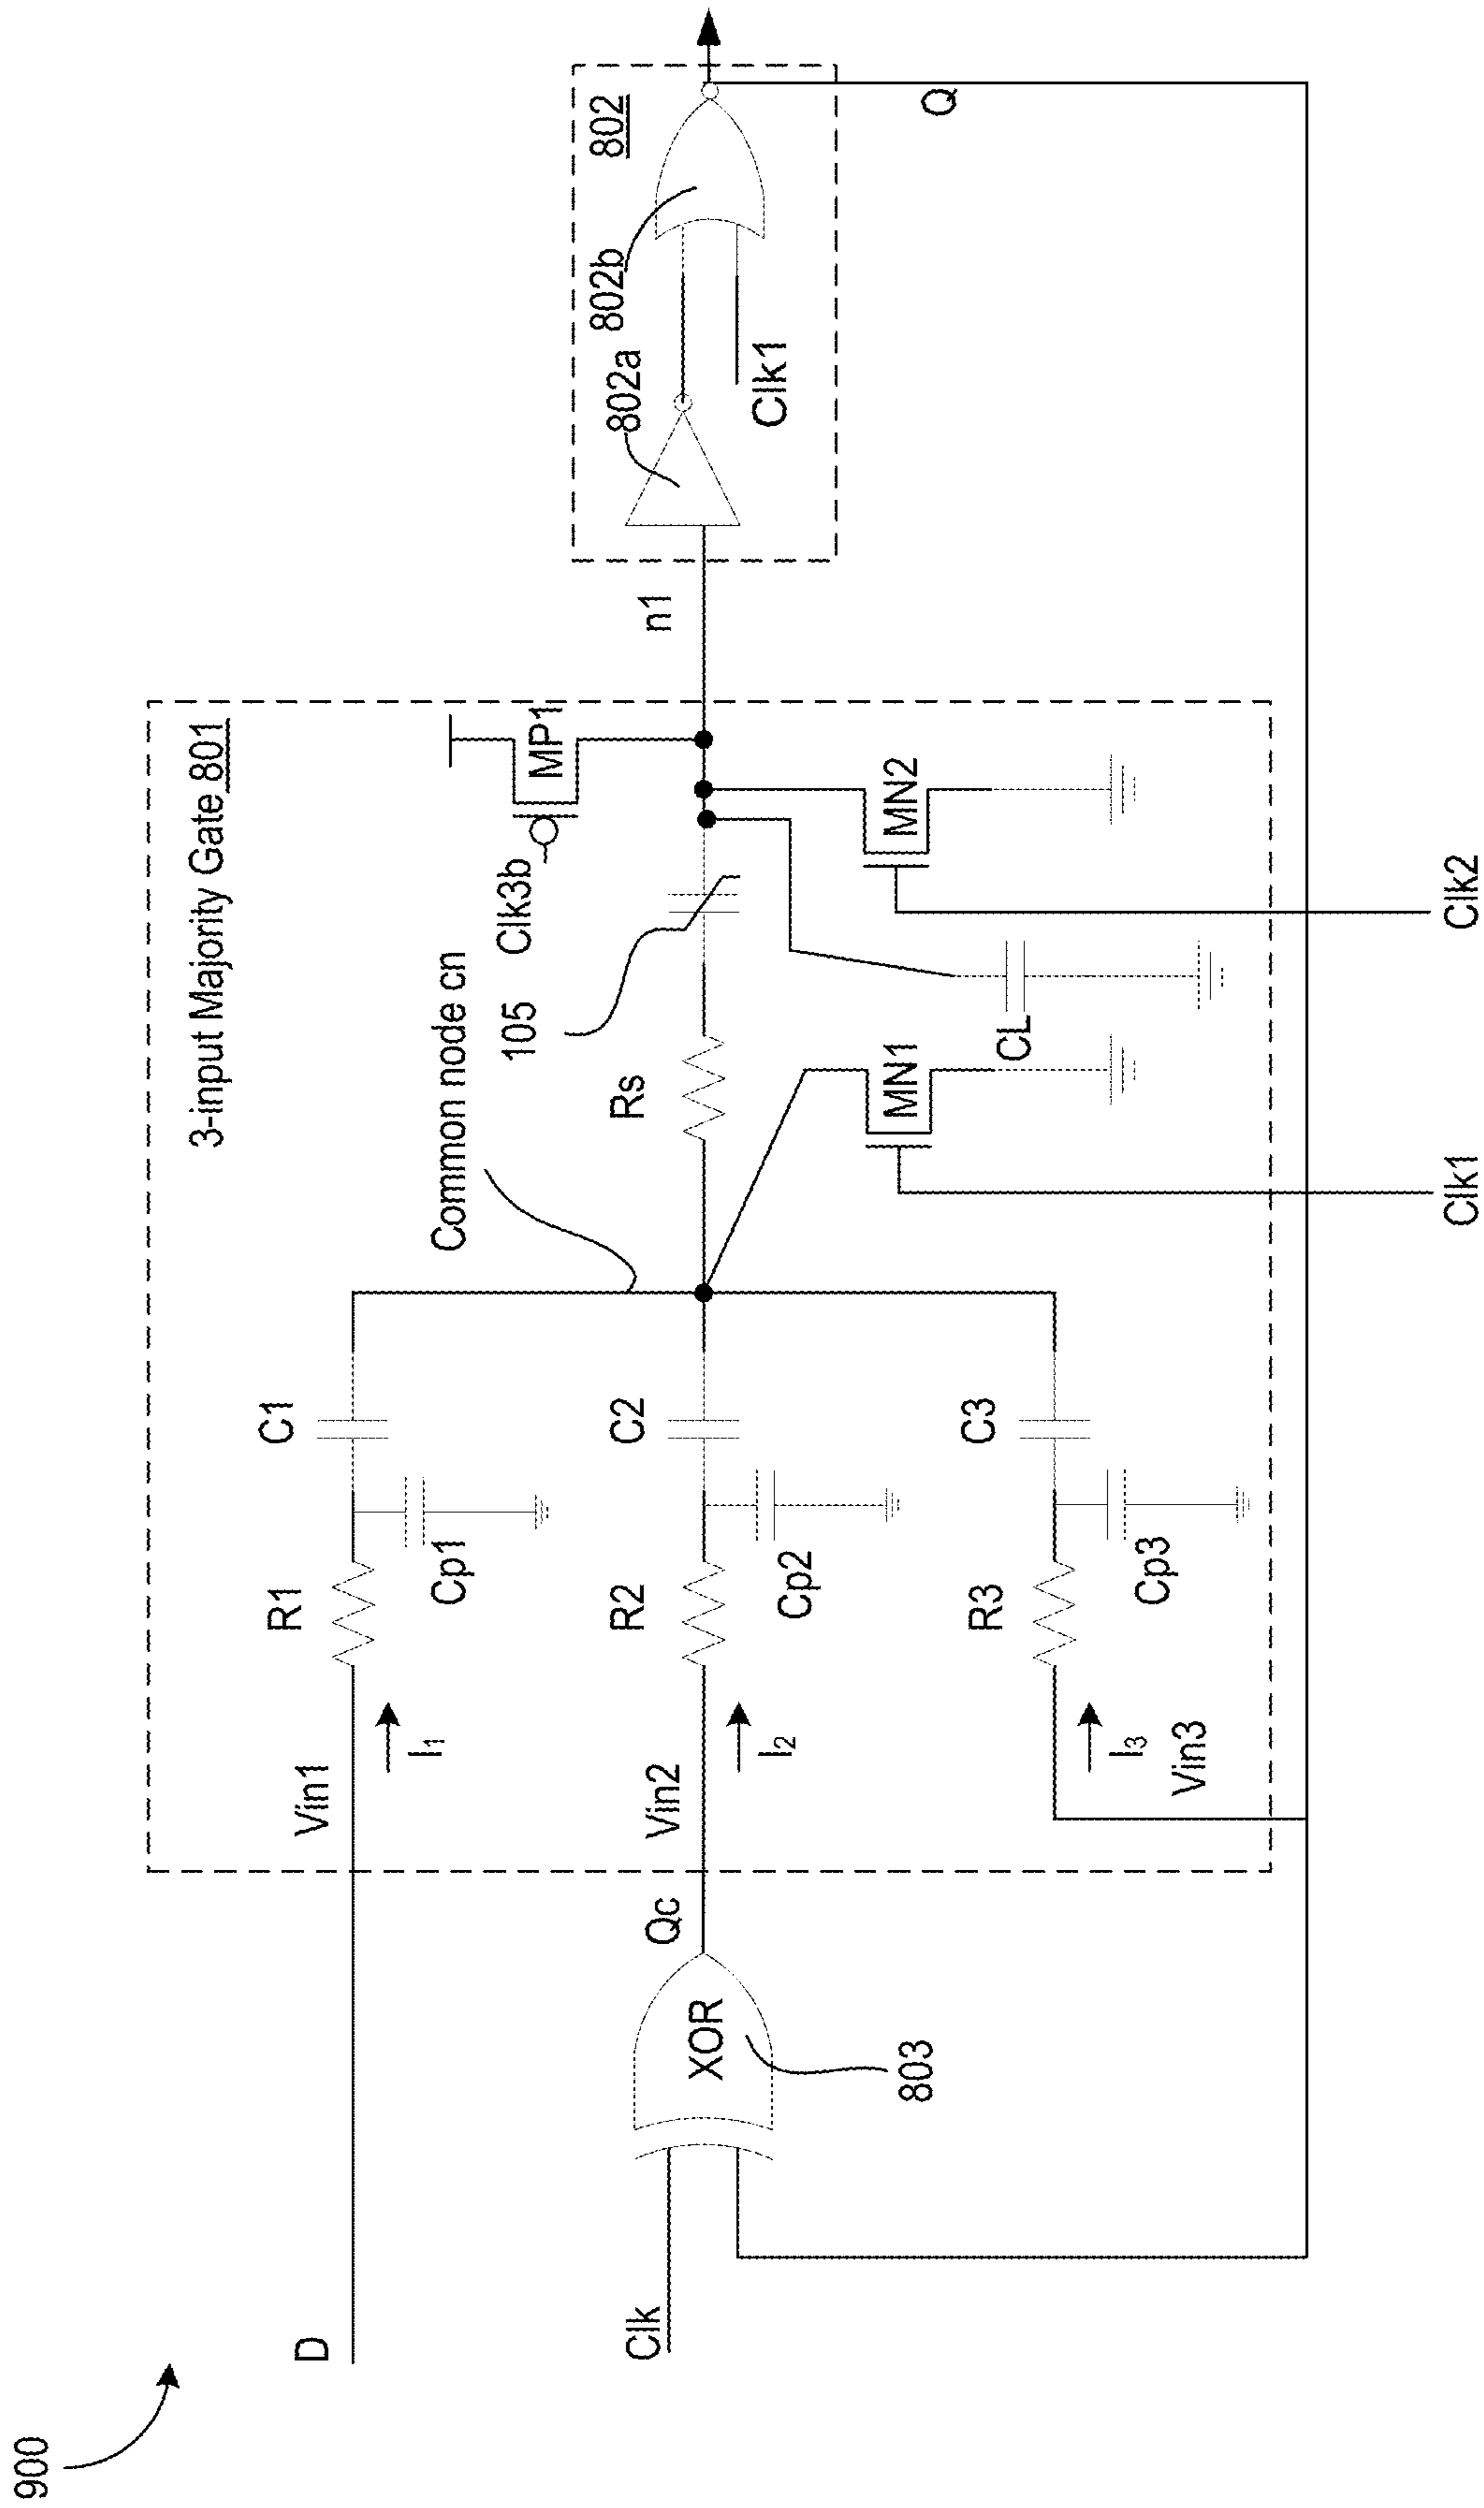 900
3-input Majority Gate 801
D
Vin1
I1
R1
Cp1
C1
Common node cn
Clk
XOR
803
Qc
Vin2
I2
R2
Cp2
C2
Rs
105
Clk3b
MP1
n1
802a
802b
802
Clk1
Q
Vin3
I3
R3
Cp3
C3
MN1
CL
MN2
Clk1
Clk2